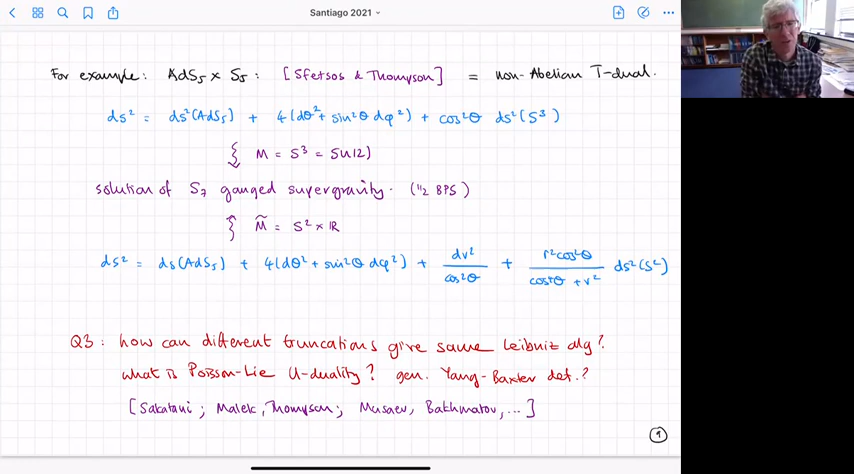 Santiago 2021
For example: AdS5 × S5: [Sfetsos & Thompson] = non-Abelian T-dual.
ds² = ds²(AdS5) + 4(dθ² + sin²θ dφ²) + cos²θ ds²(S³)
M = S³ = SU(2)
solution of S7 gauged supergravity. (1/2 BPS)
M̃ = S² × IR
ds² = ds(AdS5) + 4(dθ² + sin²θ dφ²) + dr²/cos²θ + r²cos²θ/cos⁴θ + r² ds²(S²)
Q3: how can different truncations give same Leibniz alg?
what is Poisson-Lie U-duality? gen. Yang-Baxter def.?
[Sakatani; Malek, Thompson; Musaev, Bakhmatov, ...]
9